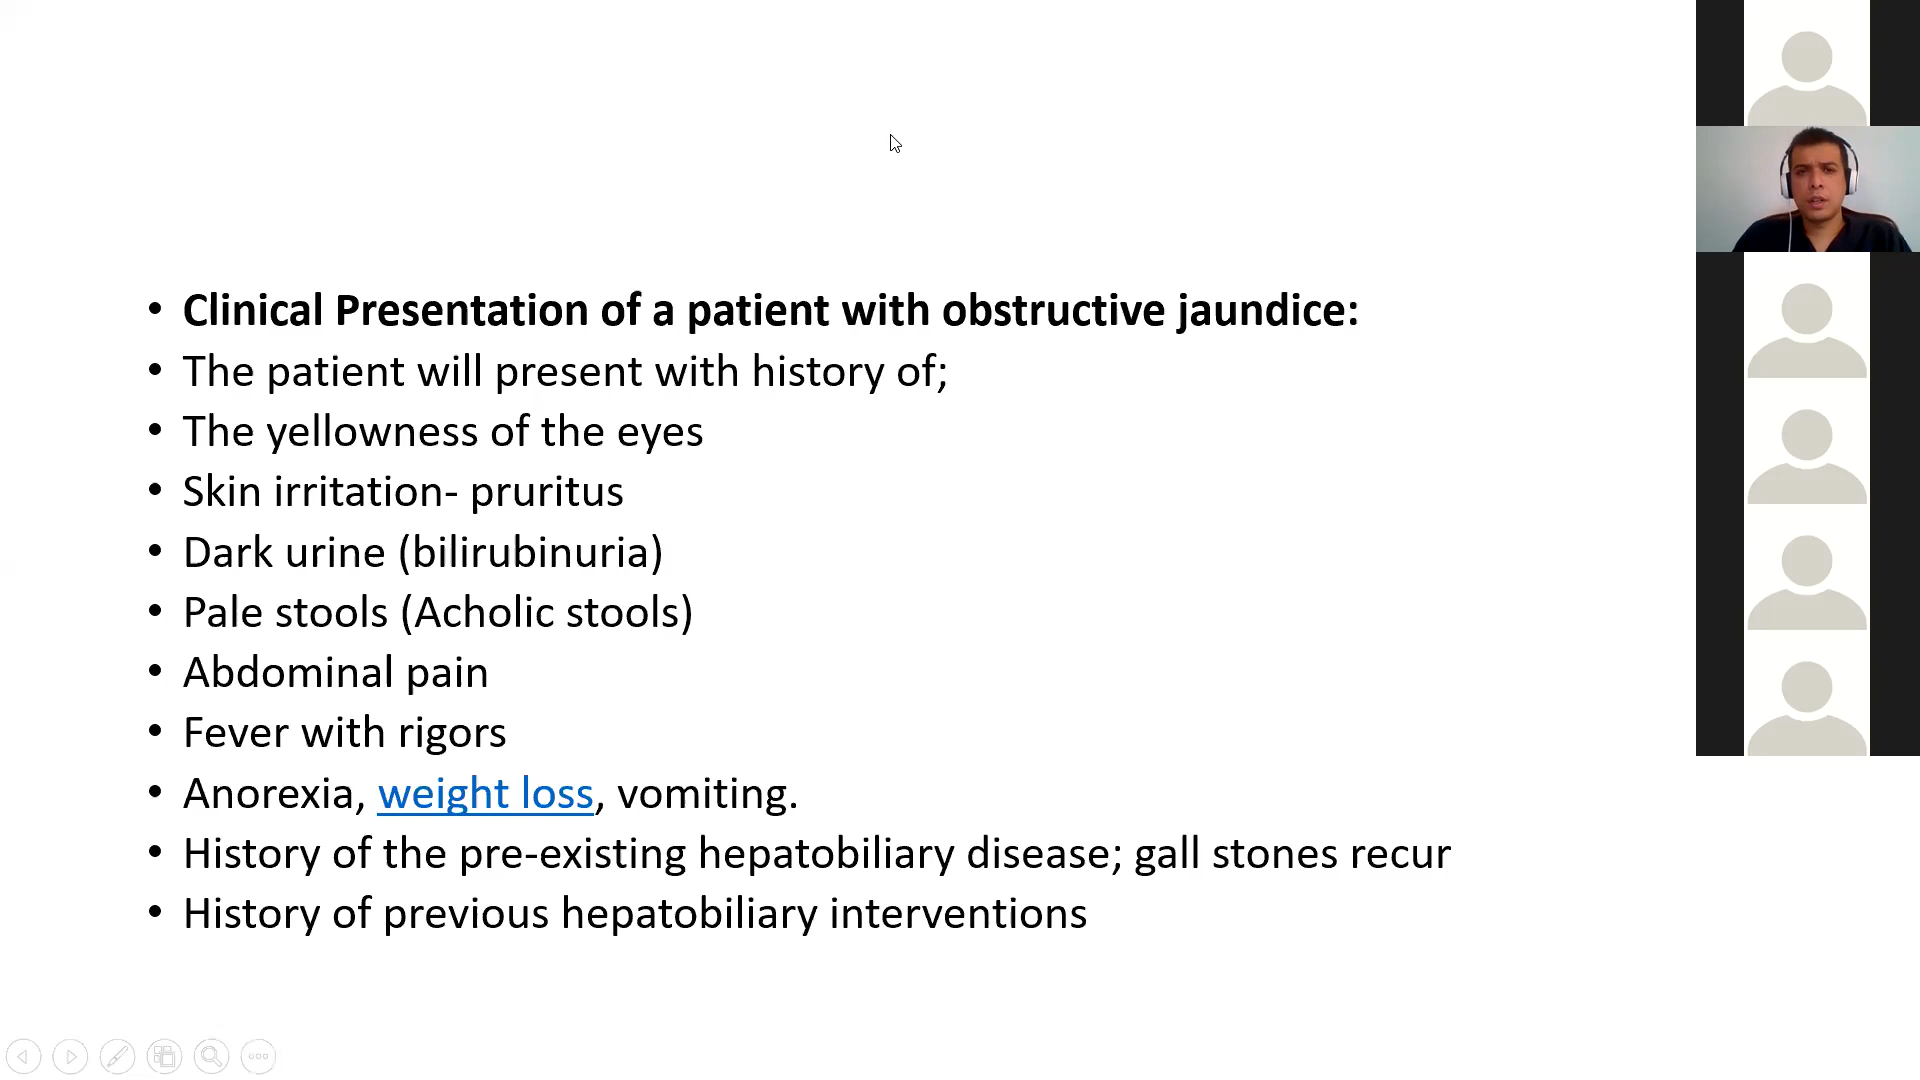 • Clinical Presentation of a patient with obstructive jaundice:
• The patient will present with history of;
• The yellowness of the eyes
• Skin irritation- pruritus
• Dark urine (bilirubinuria)
• Pale stools (Acholic stools)
• Abdominal pain
• Fever with rigors
• Anorexia, weight loss, vomiting.
• History of the pre-existing hepatobiliary disease; gall stones recur
• History of previous hepatobiliary interventions